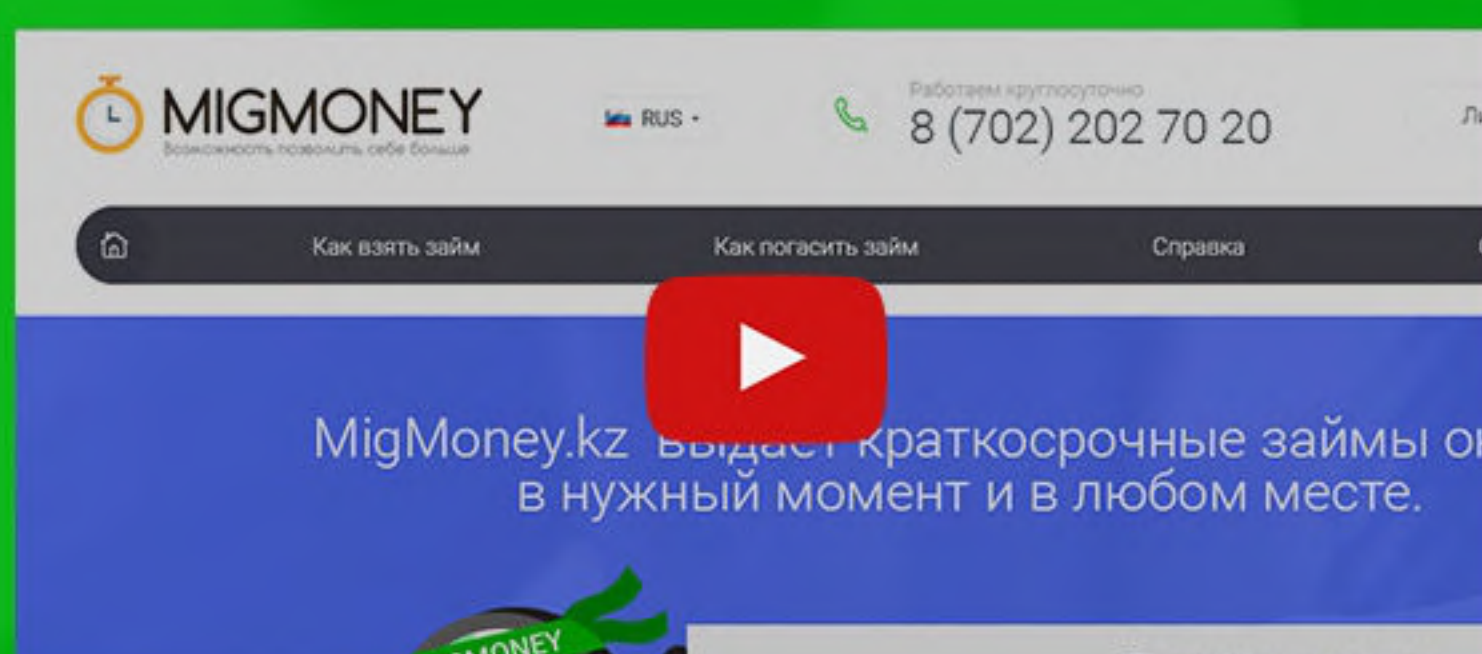 MIGMONEY
Возможность позволить себе больше
RUS
Работаем круглосуточно
8 (702) 202 70 20
Как взять займ
Как погасить займ
Справка
MigMoney.kz выдает краткосрочные займы
в нужный момент и в любом месте.
MONEY